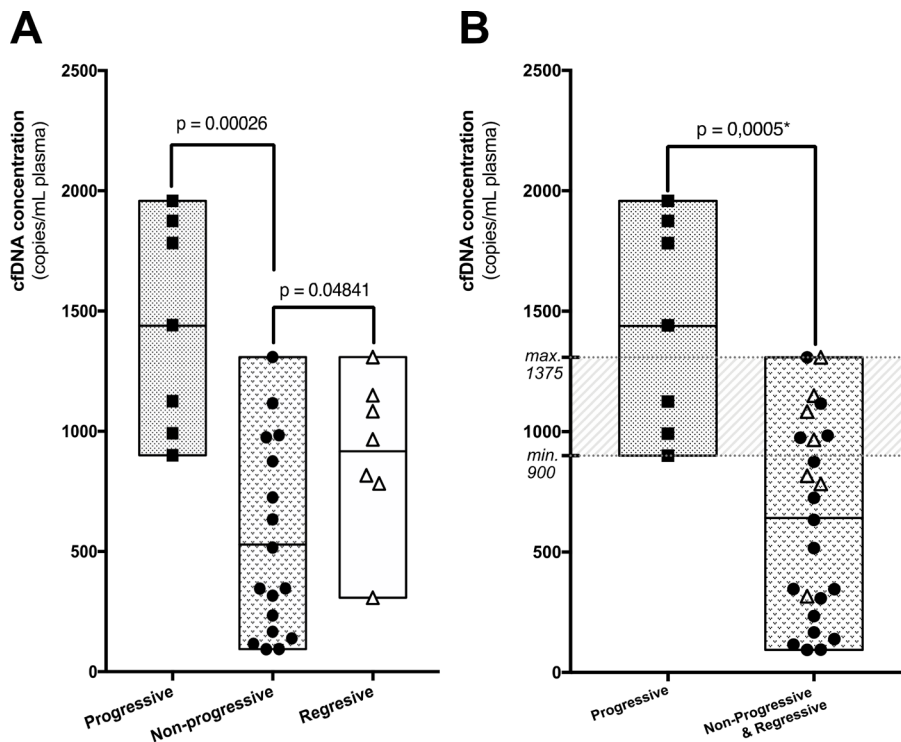 A
cfDNA concentration
(copies/mL plasma)
2500
2000
1500
1000
500
0
p = 0.00026
p = 0.04841
Progressive
Non-progressive
Regresive
B
cfDNA concentration
(copies/mL plasma)
2500
2000
1500
max.
1375
1000
min.
900
500
0
p = 0,0005*
Progressive
Non-Progressive
& Regressive